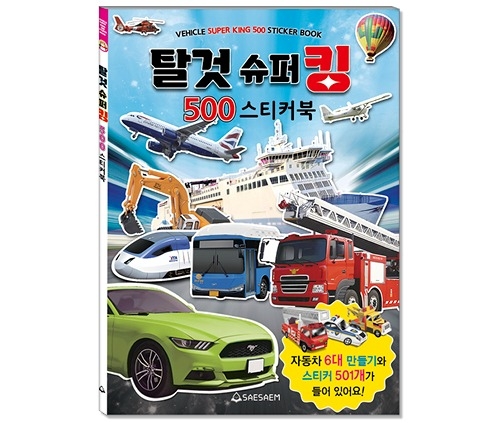 VEHICLE SUPER KING 500 STICKER BOOK
탈것 슈퍼킹
500 스티커북
탈것 슈퍼킹 500 스티커북
자동차 6대 만들기와
스티커 501개가
들어 있어요!
SAESAEM